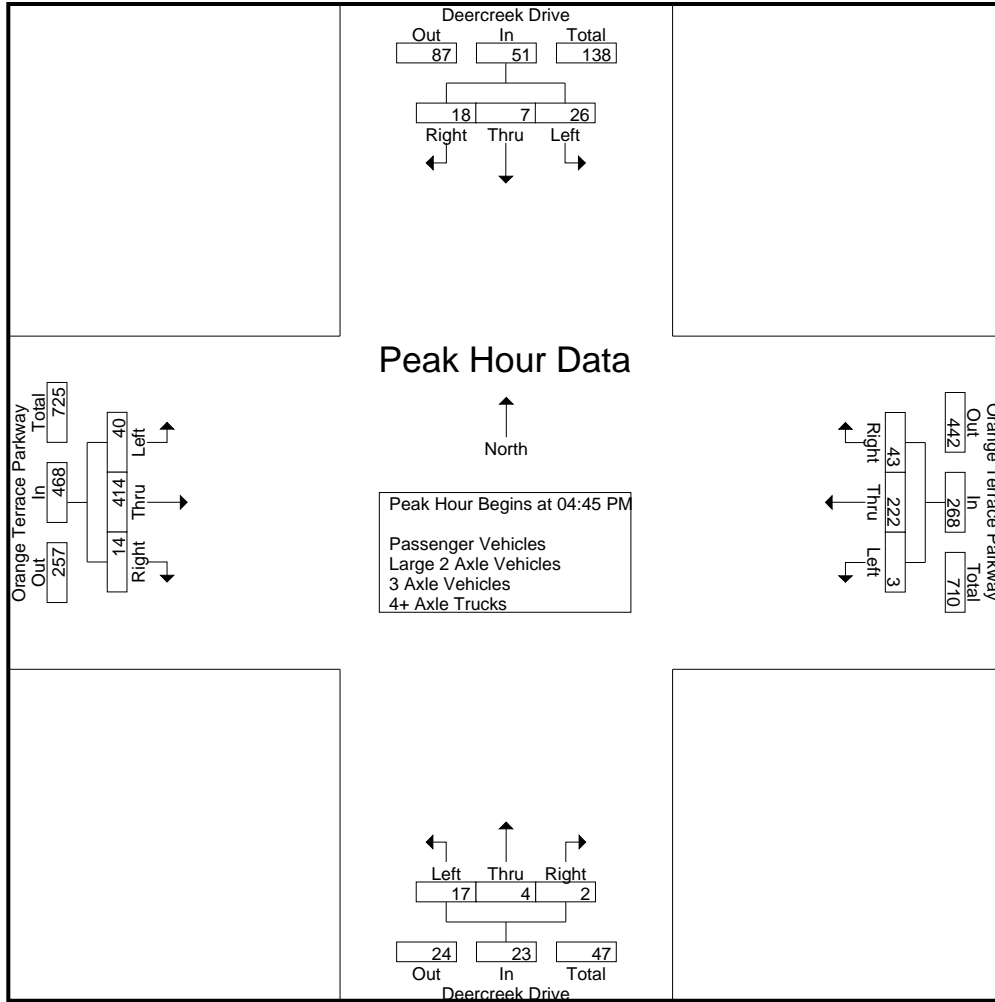 Deercreek Drive
Out In Total
87 51 138
18 7 26
Right Thru Left
Peak Hour Data
North
Peak Hour Begins at 04:45 PM
Passenger Vehicles
Large 2 Axle Vehicles
3 Axle Vehicles
4+ Axle Trucks
Orange Terrace Parkway
Out In Total
257 468 725
Left Thru Right
40 414 14
Orange Terrace Parkway
Out In Total
442 268 710
Right Thru Left
43 222 3
Left Thru Right
17 4 2
24 23 47
Out In Total
Deercreek Drive